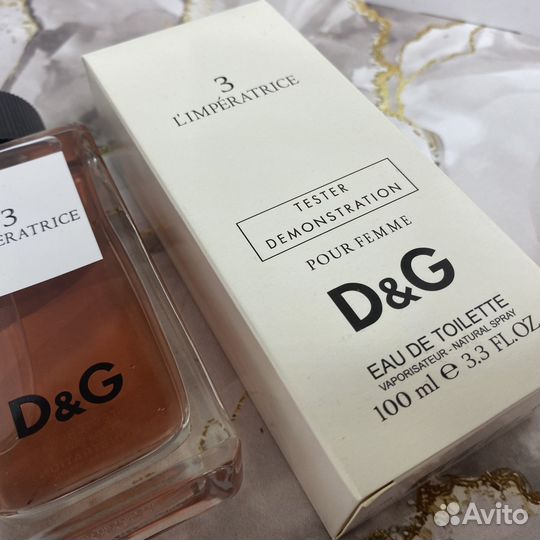 3
L'IMPÉRATRICE
TESTER
DEMONSTRATION
POUR FEMME
D&G
EAU DE TOILETTE
VAPORISATEUR - NATURAL SPRAY
100 ml e 3.3 FL.OZ
3
ERATRICE
D&G
Avito